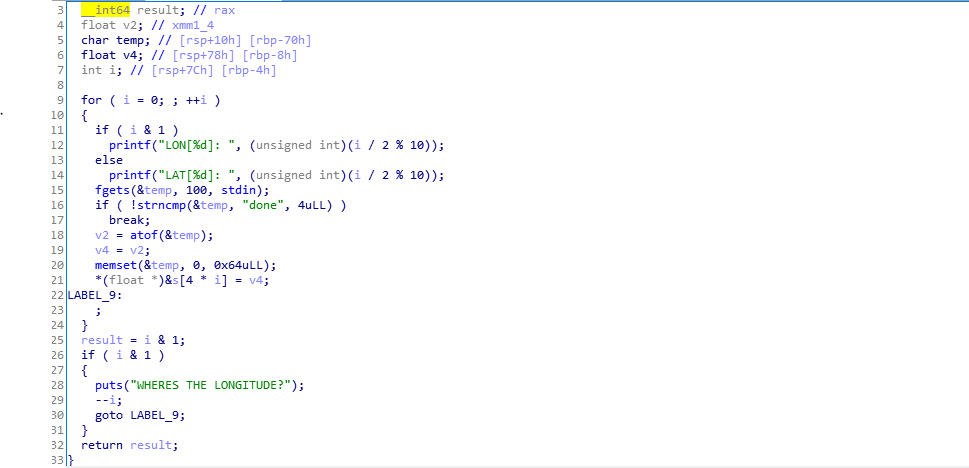 3 __int64 result; // rax
4 float v2; // xmm1_4
5 char temp; // [rsp+10h] [rbp-70h]
6 float v4; // [rsp+78h] [rbp-8h]
7 int i; // [rsp+7Ch] [rbp-4h]
8
9 for ( i = 0; ; ++i )
10 {
11 if ( i & 1 )
12 printf("LON[%d]: ", (unsigned int)(i / 2 % 10));
13 else
14 printf("LAT[%d]: ", (unsigned int)(i / 2 % 10));
15 fgets(&temp, 100, stdin);
16 if ( !strncmp(&temp, "done", 4uLL) )
17 break;
18 v2 = atof(&temp);
19 v4 = v2;
20 memset(&temp, 0, 0x64uLL);
21 *(float *)&s[4 * i] = v4;
22 LABEL_9:
23 ;
24 }
25 result = i & 1;
26 if ( i & 1 )
27 {
28 puts("WHERES THE LONGITUDE?");
29 --i;
30 goto LABEL_9;
31 }
32 return result;
33 }